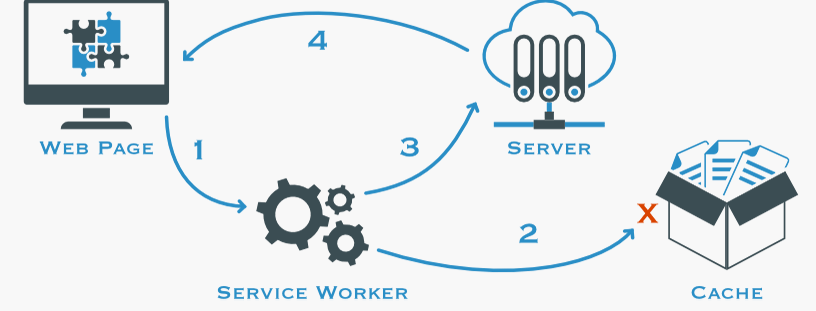 4
WEB PAGE
1
3
SERVER
X
2
SERVICE WORKER
CACHE